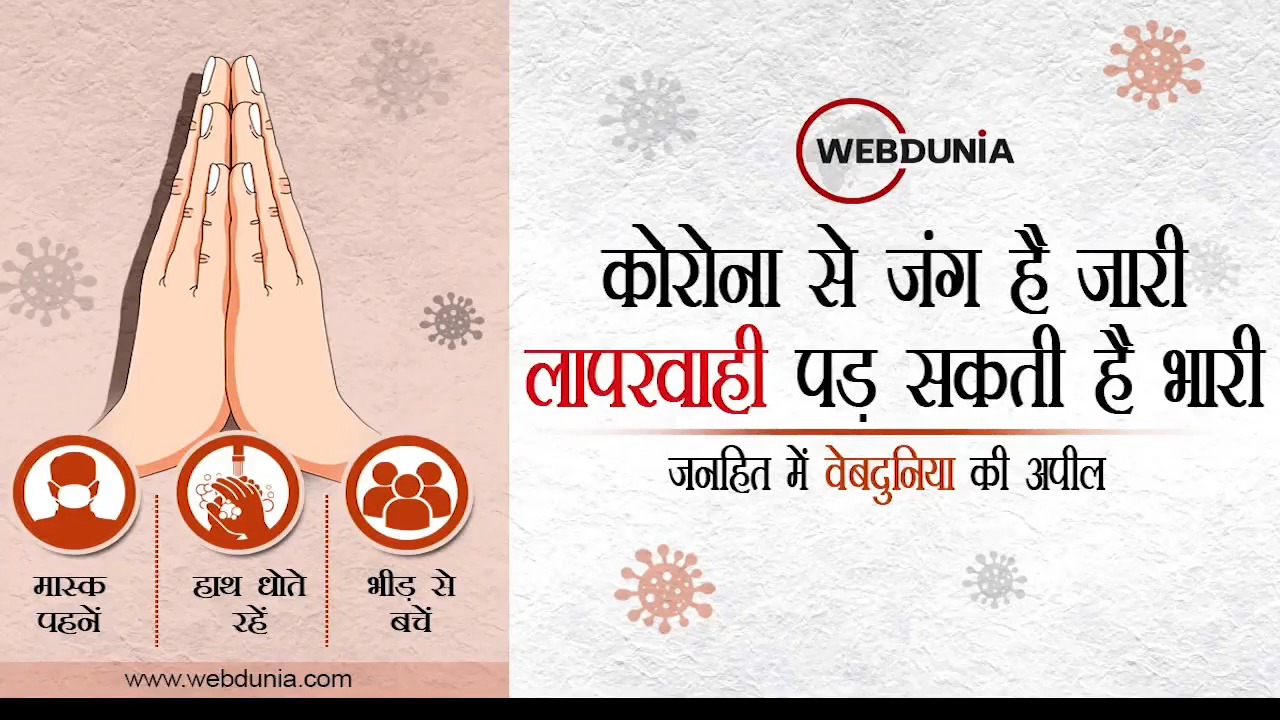 WEBDUNIA
कोरोना से जंग है जारी
लापरवाही पड़ सकती है भारी
जनहित में वेबदुनिया की अपील
मास्क
पहनें
हाथ धोते
रहें
भीड़ से
बचें
www.webdunia.com